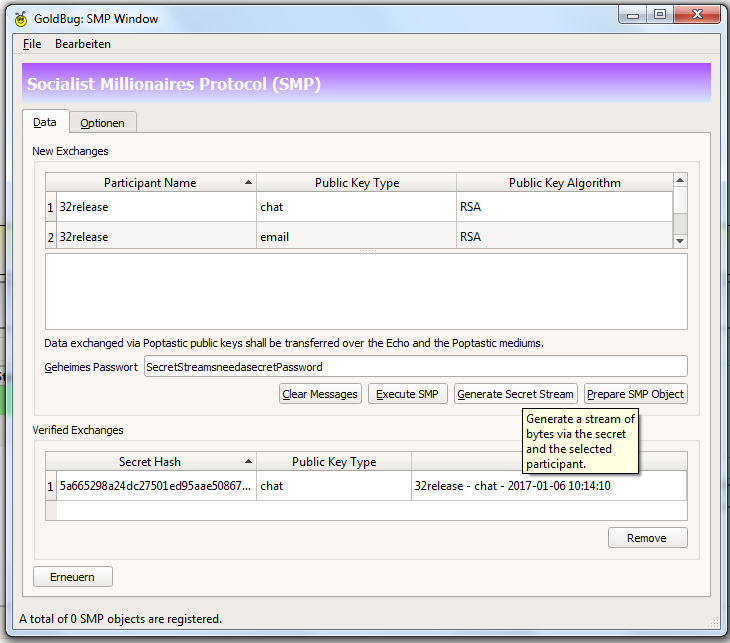 GoldBug: SMP Window
File Bearbeiten
Socialist Millionaires Protocol (SMP)
Data Optionen
New Exchanges
Participant Name Public Key Type Public Key Algorithm
1 32release chat RSA
2 32release email RSA
Data exchanged via Poptastic public keys shall be transferred over the Echo and the Poptastic mediums.
Geheimes Passwort SecretStreamsneedasecretPassword
Clear Messages Execute SMP Generate Secret Stream Prepare SMP Object
Generate a stream of
bytes via the secret
and the selected
participant.
Verified Exchanges
Secret Hash Public Key Type
1 5a665298a24dc27501ed95aae50867... chat 32release - chat - 2017-01-06 10:14:10
Remove
Erneuern
A total of 0 SMP objects are registered.